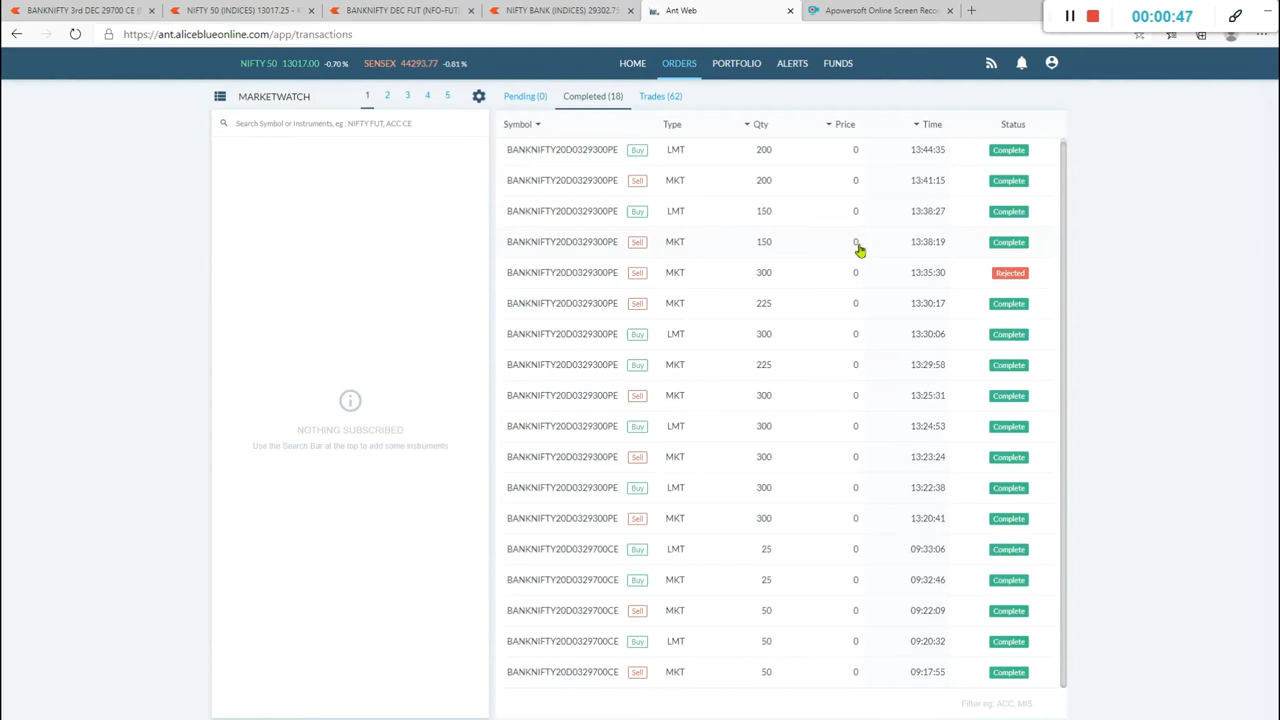 BANKNIFTY 3rd DEC 29700 CE (
NIFTY 50 (INDICES) 13017.25 -
BANKNIFTY DEC FUT (NFO-FUT
NIFTY BANK (INDICES) 29302.75
Ant Web
Apowersoft Online Screen Reco
00:00:47
https://ant.aliceblueonline.com/app/transactions
NIFTY 50 13017.00 -0.70 % SENSEX 44293.77 -0.81% HOME ORDERS PORTFOLIO ALERTS FUNDS
MARKETWATCH 1 2 3 4 5
Pending (0) Completed (18) Trades (62)
Search Symbol or Instruments, eg : NIFTY FUT, ACC CE
Symbol Type Qty Price Time Status
BANKNIFTY20D0329300PE Buy LMT 200 0 13:44:35 Complete
BANKNIFTY20D0329300PE Sell MKT 200 0 13:41:15 Complete
BANKNIFTY20D0329300PE Buy LMT 150 0 13:38:27 Complete
BANKNIFTY20D0329300PE Sell MKT 150 0 13:38:19 Complete
BANKNIFTY20D0329300PE Sell MKT 300 0 13:35:30 Rejected
BANKNIFTY20D0329300PE Sell MKT 225 0 13:30:17 Complete
BANKNIFTY20D0329300PE Buy LMT 300 0 13:30:06 Complete
BANKNIFTY20D0329300PE Buy LMT 225 0 13:29:58 Complete
BANKNIFTY20D0329300PE Sell MKT 300 0 13:25:31 Complete
BANKNIFTY20D0329300PE Buy LMT 300 0 13:24:53 Complete
BANKNIFTY20D0329300PE Sell MKT 300 0 13:23:24 Complete
BANKNIFTY20D0329300PE Buy LMT 300 0 13:22:38 Complete
BANKNIFTY20D0329300PE Sell MKT 300 0 13:20:41 Complete
BANKNIFTY20D0329700CE Buy LMT 25 0 09:33:06 Complete
BANKNIFTY20D0329700CE Buy MKT 25 0 09:32:46 Complete
BANKNIFTY20D0329700CE Sell MKT 50 0 09:22:09 Complete
BANKNIFTY20D0329700CE Buy LMT 50 0 09:20:32 Complete
BANKNIFTY20D0329700CE Sell MKT 50 0 09:17:55 Complete
NOTHING SUBSCRIBED
Use the Search Bar at the top to add some instruments
Filter eg: ACC, MIS